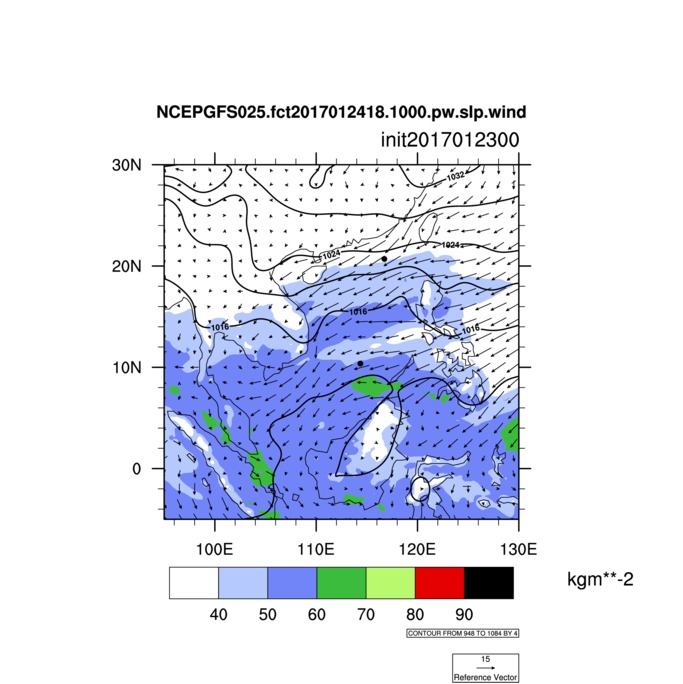 NCEPGFS025.fct2017012418.1000.pw.slp.wind
init2017012300
30N
1032
1024
1024
20N
1016
1016
1016
10N
0
100E 110E 120E 130E
kgm**-2
40 50 60 70 80 90
CONTOUR FROM 948 TO 1084 BY 4
15
Reference Vector